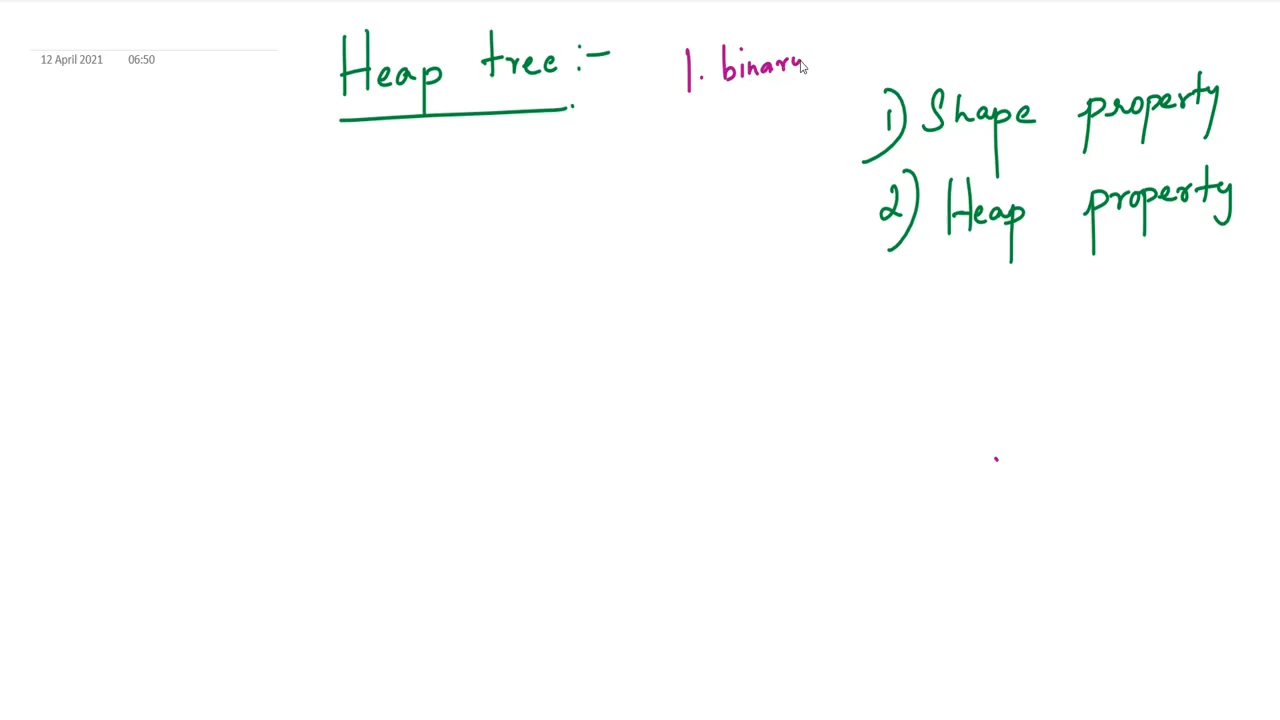 12 April 2021 06:50
Heap tree :-
1. binary
1) Shape property
2) Heap property